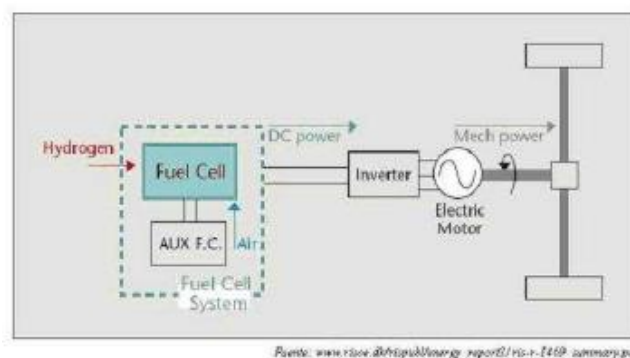 Hydrogen
Fuel Cell
AUX F.C.
Air
Fuel Cell
System
DC power
Inverter
Electric
Motor
Mech power
Fuente: